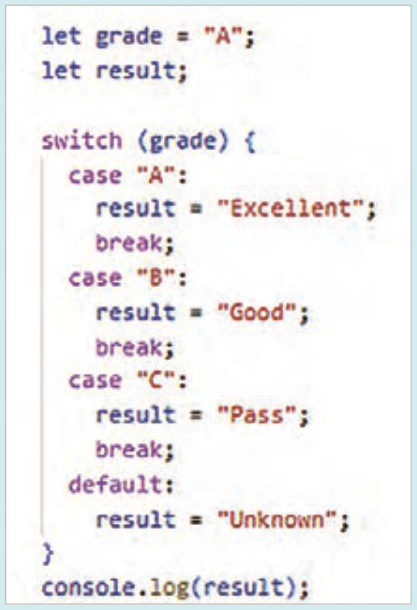 let grade = "A";
let result;

switch (grade) {
  case "A":
    result = "Excellent";
    break;
  case "B":
    result = "Good";
    break;
  case "C":
    result = "Pass";
    break;
  default:
    result = "Unknown";
}
console.log(result);